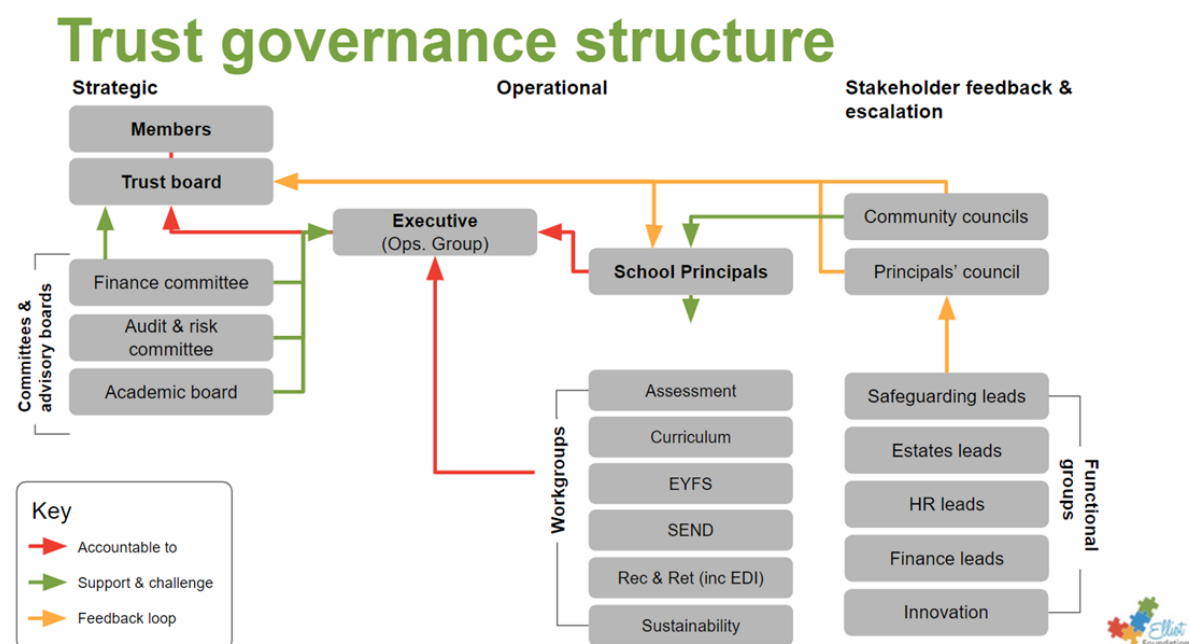 Trust governance structure
Strategic
Operational
Stakeholder feedback &
escalation
Members
Trust board
Executive
(Ops. Group)
School Principals
Community councils
Principals' council
Committees &
advisory boards
Finance committee
Audit & risk
committee
Academic board
Workgroups
Assessment
Curriculum
EYFS
SEND
Rec & Ret (inc EDI)
Sustainability
Safeguarding leads
Estates leads
HR leads
Finance leads
Innovation
Functional
groups
Key
Accountable to
Support & challenge
Feedback loop
Elliot
Foundation